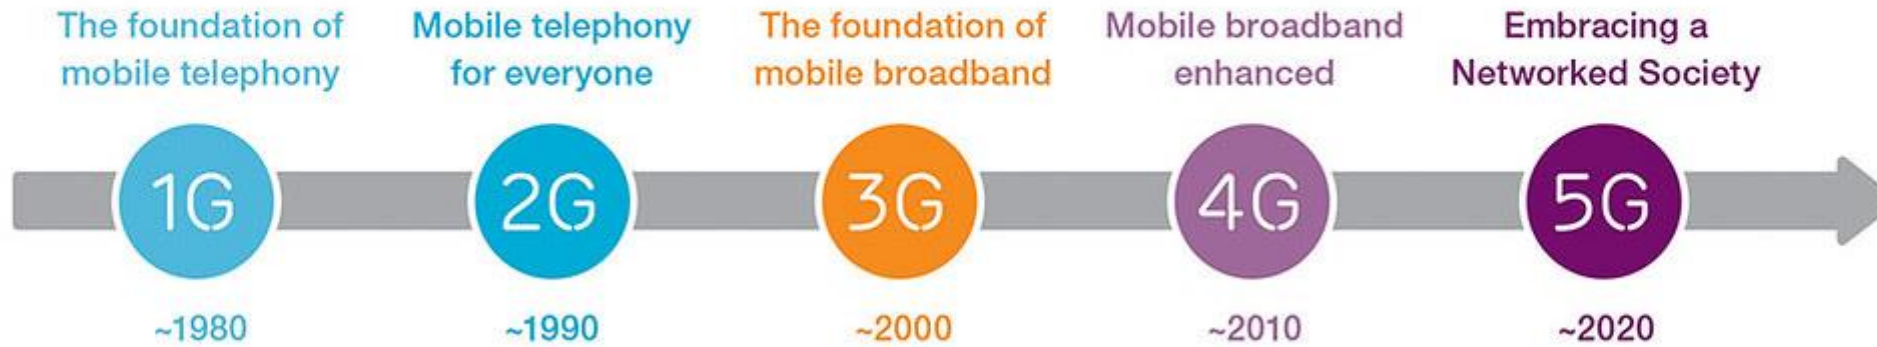 The foundation of
mobile telephony
Mobile telephony
for everyone
The foundation of
mobile broadband
Mobile broadband
enhanced
Embracing a
Networked Society
1G
2G
3G
4G
5G
~1980
~1990
~2000
~2010
~2020